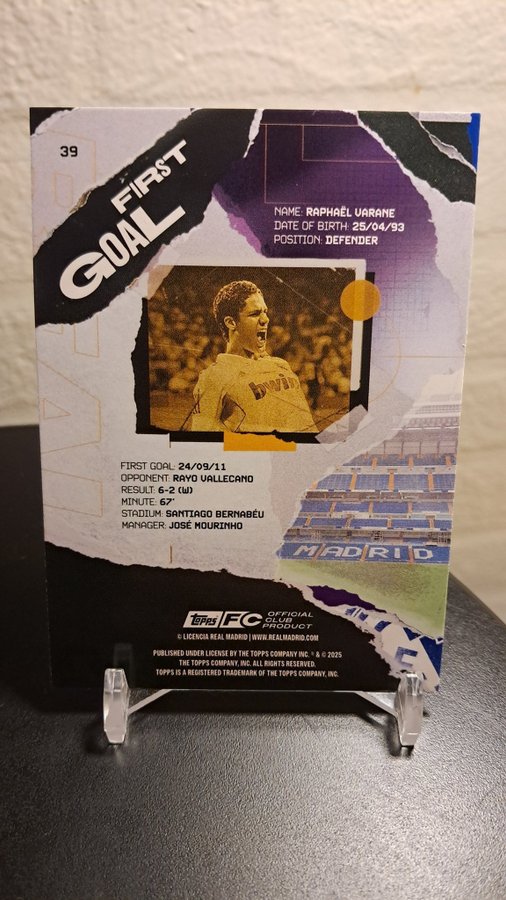 39
FIRST
GOAL
NAME: RAPHAËL VARANE
DATE OF BIRTH: 25/04/93
POSITION: DEFENDER
bwin
FIRST GOAL: 24/09/11
OPPONENT: RAYO VALLECANO
RESULT: 6-2 (W)
MINUTE: 67'
STADIUM: SANTIAGO BERNABÉU
MANAGER: JOSÉ MOURINHO
MADRID
Topps FC OFFICIAL CLUB PRODUCT
© LICENCIA REAL MADRID | WWW.REALMADRID.COM
PUBLISHED UNDER LICENSE BY THE TOPPS COMPANY INC. ® & © 2025
THE TOPPS COMPANY, INC. ALL RIGHTS RESERVED.
TOPPS IS A REGISTERED TRADEMARK OF THE TOPPS COMPANY, INC.